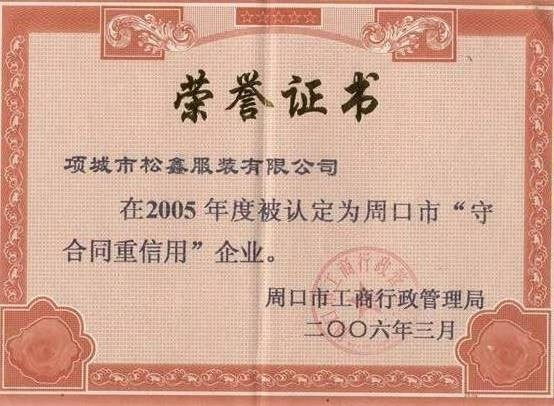 荣誉证书
项城市松鑫服装有限公司
在2005年度被认定为周口市“守
合同重信用”企业。
周口市工商行政管理局
二〇〇六年三月